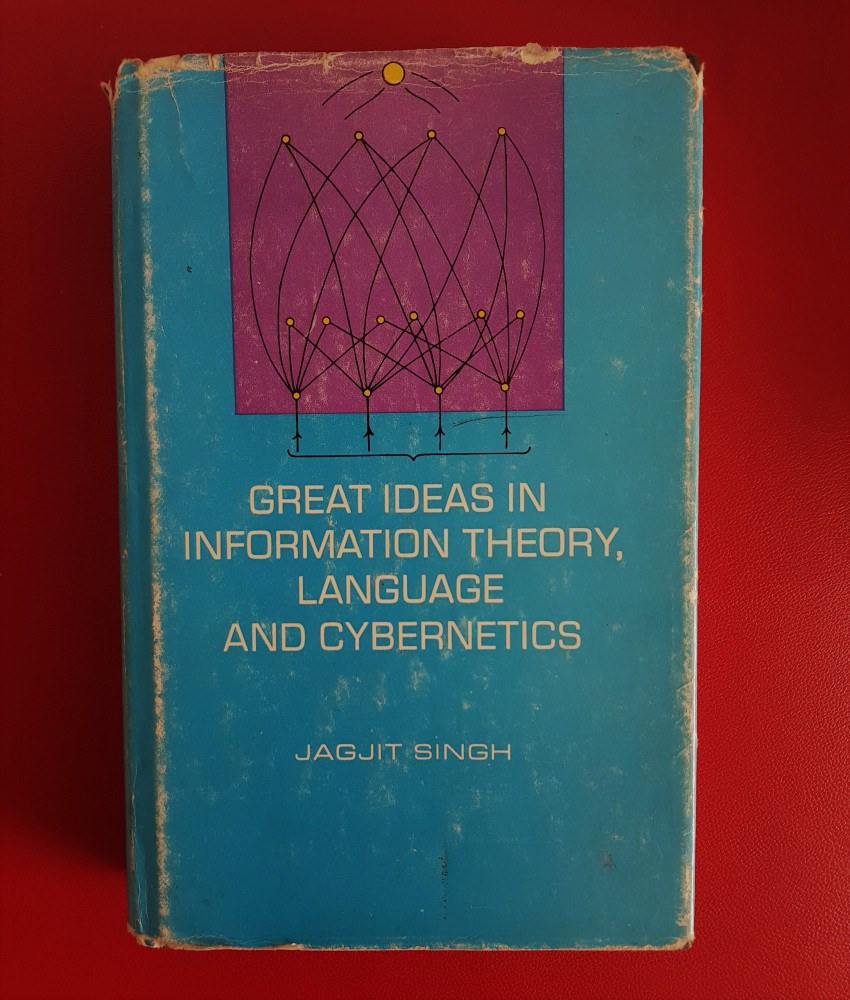 GREAT IDEAS IN
INFORMATION THEORY,
LANGUAGE
AND CYBERNETICS
JAGJIT SINGH